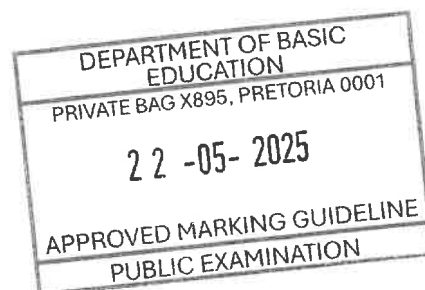 DEPARTMENT OF BASIC
EDUCATION
PRIVATE BAG X895, PRETORIA 0001
22 -05- 2025
APPROVED MARKING GUIDELINE
PUBLIC EXAMINATION